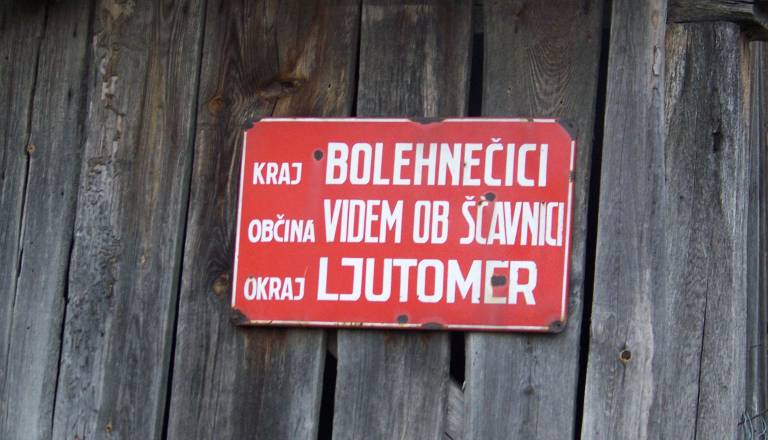 KRAJ BOLEHNEČICI
OBČINA VIDEM OB ŠČAVNICI
OKRAJ LJUTOMER